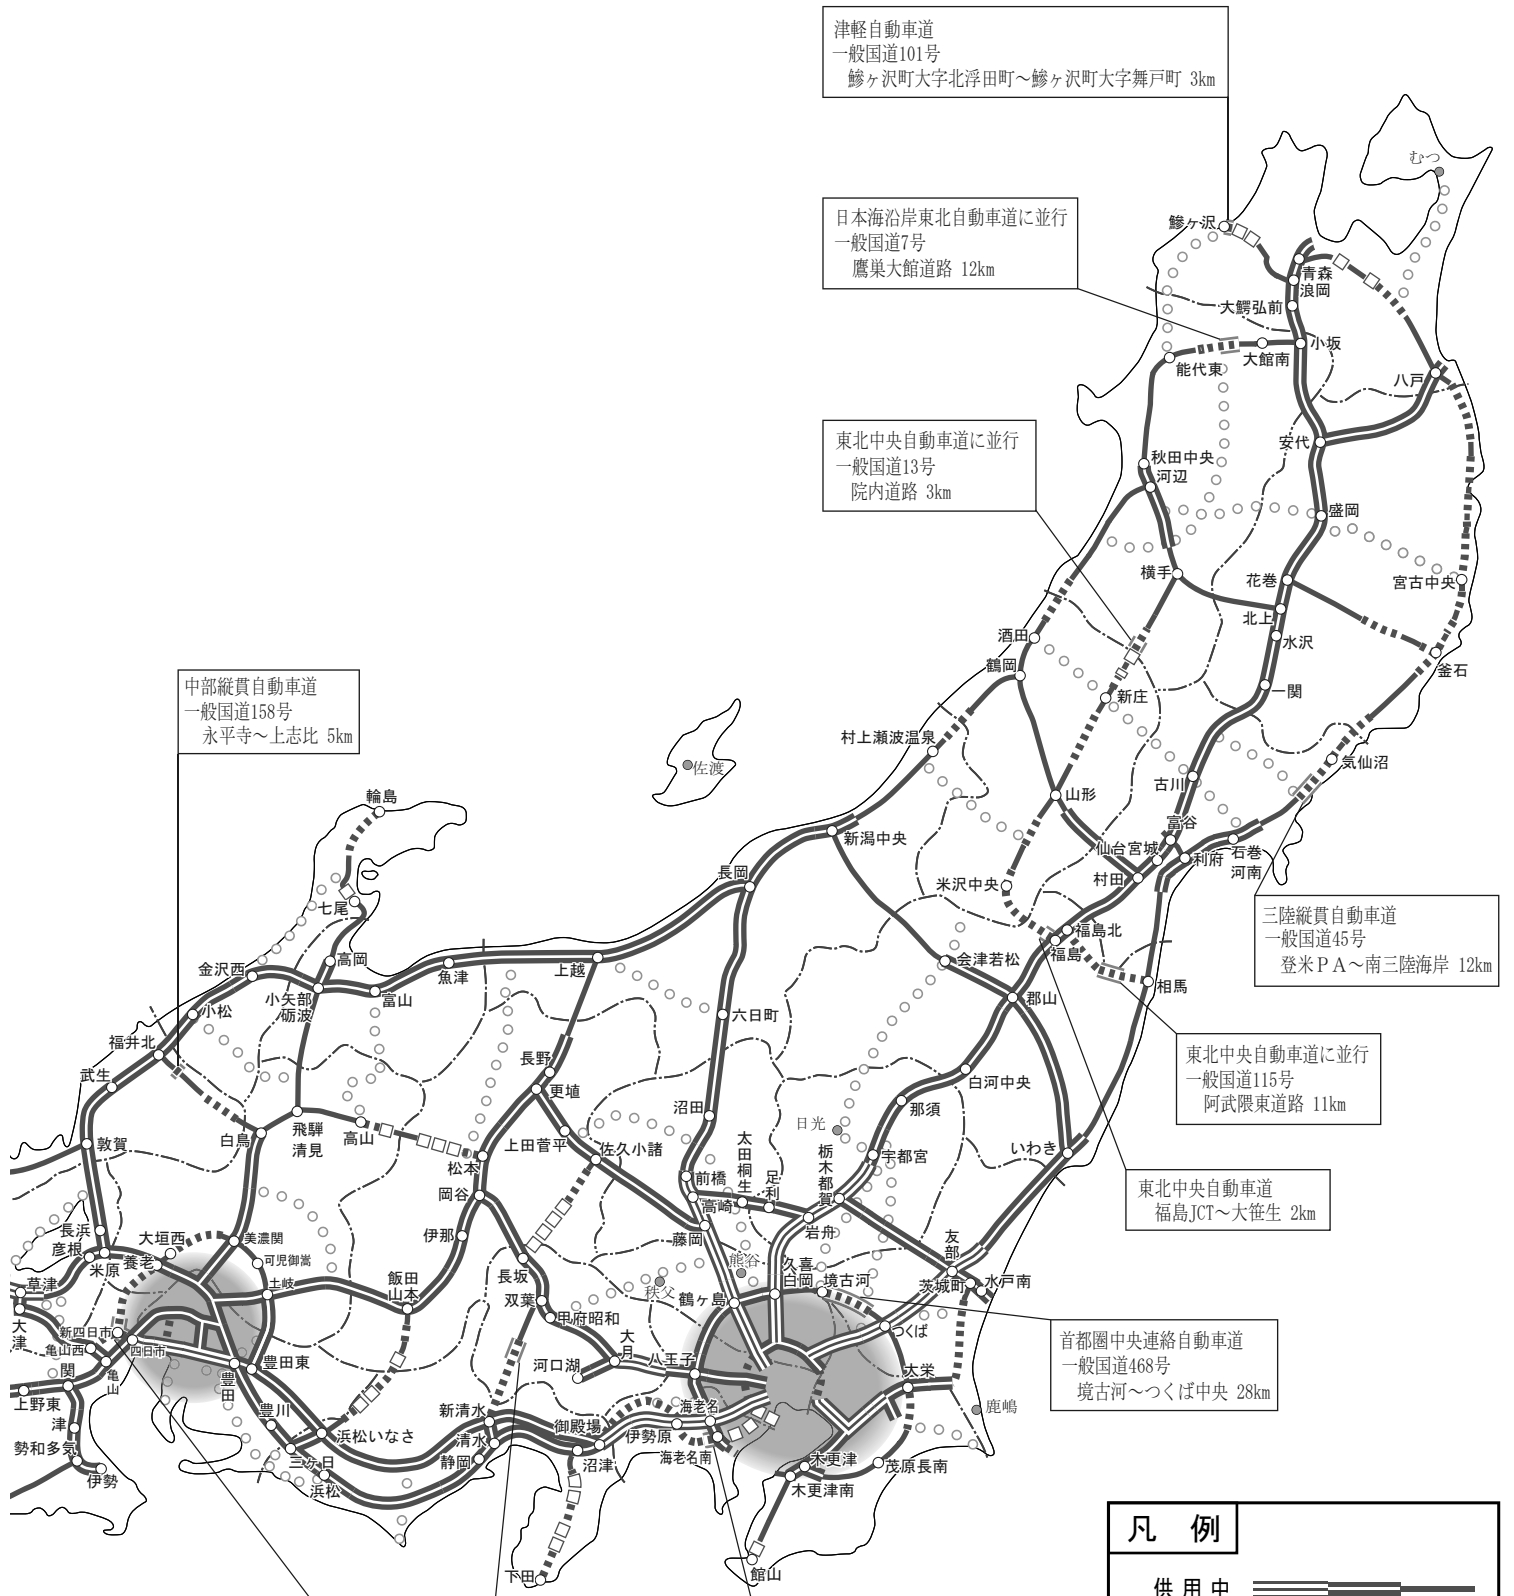 津軽自動車道
一般国道101号
鰺ヶ沢町大字北浮田町～鰺ヶ沢町大字舞戸町 3km
むつ
日本海沿岸東北自動車道に並行
一般国道7号
鷹巣大館道路 12km
鰺ヶ沢
青森
浪岡
大鰐弘前
小坂
大館南
能代東
八戸
東北中央自動車道に並行
一般国道13号
院内道路 3km
安代
秋田中央
河辺
盛岡
横手
花巻
宮古中央
北上
水沢
酒田
鶴岡
釜石
一関
新庄
中部縦貫自動車道
一般国道158号
永平寺～上志比 5km
村上瀬波温泉
気仙沼
佐渡
古川
山形
輪島
富谷
新潟中央
仙台宮城
利府
石巻
河南
長岡
村田
米沢中央
三陸縦貫自動車道
一般国道45号
登米ＰＡ～南三陸海岸 12km
七尾
福島北
福島
高岡
金沢西
魚津
上越
会津若松
相馬
小矢部
砺波
富山
郡山
小松
六日町
福井北
東北中央自動車道に並行
一般国道115号
阿武隈東道路 11km
長野
武生
更埴
白河中央
那須
沼田
飛騨
清見
高山
日光
白鳥
上田菅平
佐久小諸
太田桐生
足利
栃木都賀
宇都宮
いわき
敦賀
松本
前橋
東北中央自動車道
福島JCT～大笹生 2km
岡谷
高崎
岩舟
長浜
大垣西
美濃関
伊那
藤岡
友部
彦根
米原
養老
可児御嵩
熊谷
久喜
白岡
境古河
草津
土岐
飯田
山本
長坂
秩父
茨城町
水戸南
大津
双葉
鶴ヶ島
新四日市
甲府昭和
つくば
首都圏中央連絡自動車道
一般国道468号
境古河～つくば中央 28km
亀山西
四日市
大月
関
亀山
豊田
豊田東
河口湖
八王子
大栄
上野東
豊川
新清水
海老名
鹿嶋
津
浜松いなさ
清水
御殿場
伊勢原
勢和多気
三ヶ日
静岡
沼津
海老名南
木更津
茂原長南
伊勢
浜松
木更津南
下田
館山
凡 例
供 用 中